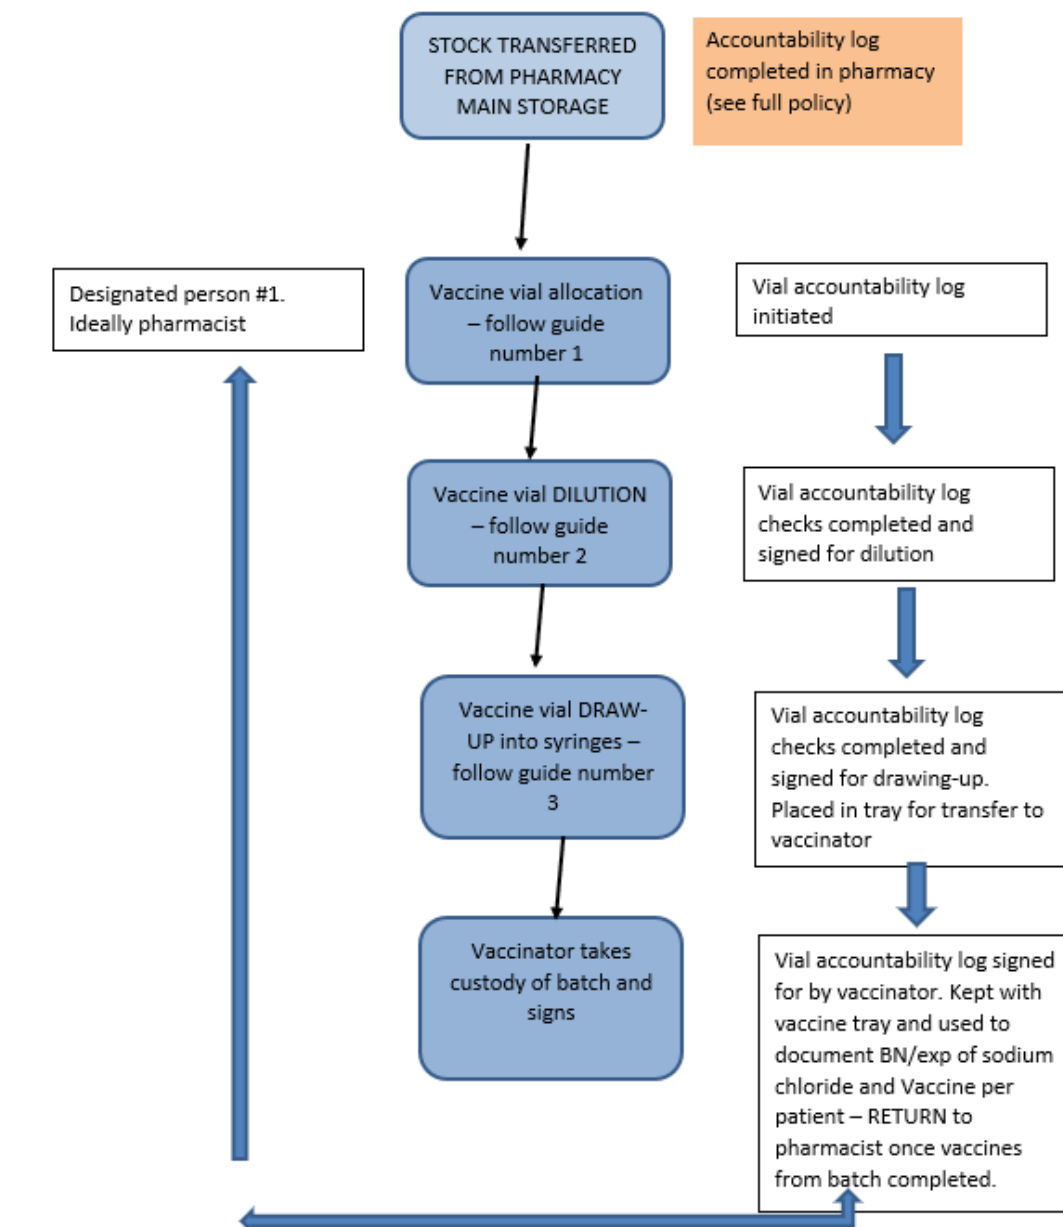 STOCK TRANSFERRED
FROM PHARMACY
MAIN STORAGE
Accountability log
completed in pharmacy
(see full policy)
Designated person #1.
Ideally pharmacist
Vaccine vial allocation
– follow guide
number 1
Vial accountability log
initiated
Vaccine vial DILUTION
– follow guide
number 2
Vial accountability log
checks completed and
signed for dilution
Vaccine vial DRAW-
UP into syringes –
follow guide number
3
Vial accountability log
checks completed and
signed for drawing-up.
Placed in tray for transfer to
vaccinator
Vaccinator takes
custody of batch and
signs
Vial accountability log signed
for by vaccinator. Kept with
vaccine tray and used to
document BN/exp of sodium
chloride and Vaccine per
patient – RETURN to
pharmacist once vaccines
from batch completed.